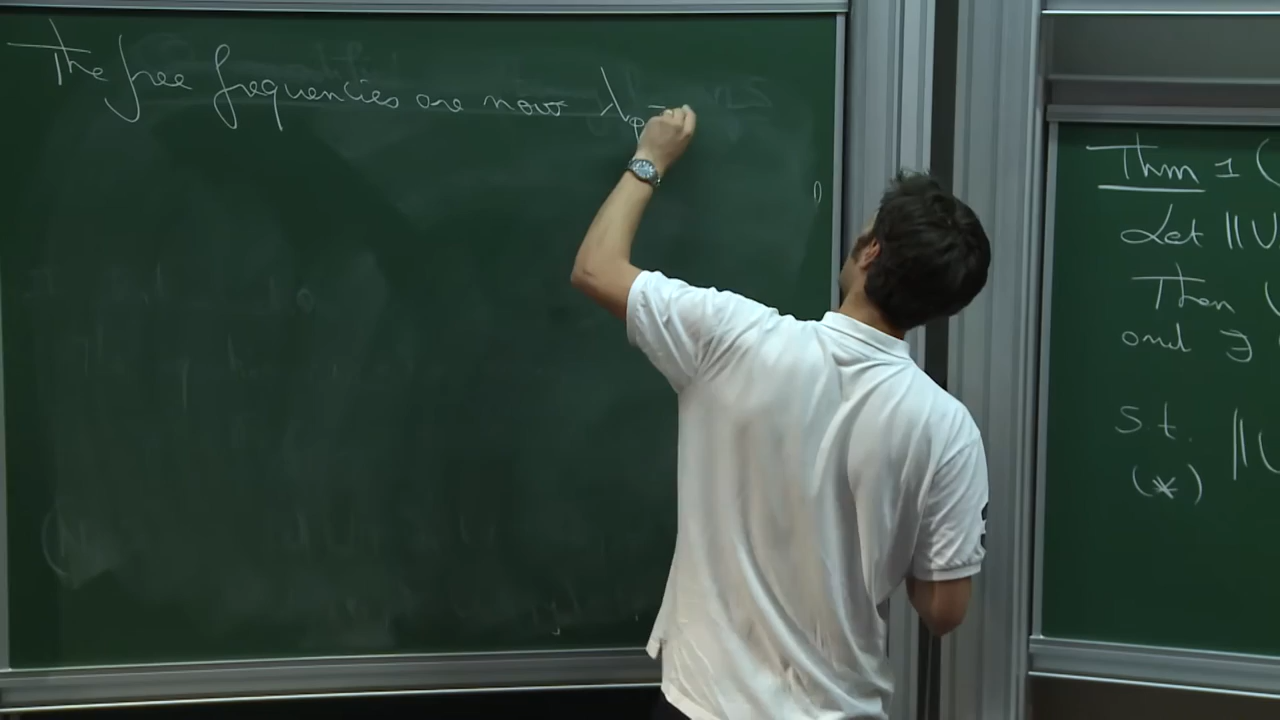 The free frequencies are now λ
Thm 1 (
Let ||U
Then (
and ∃
s.t. ||U
(*)